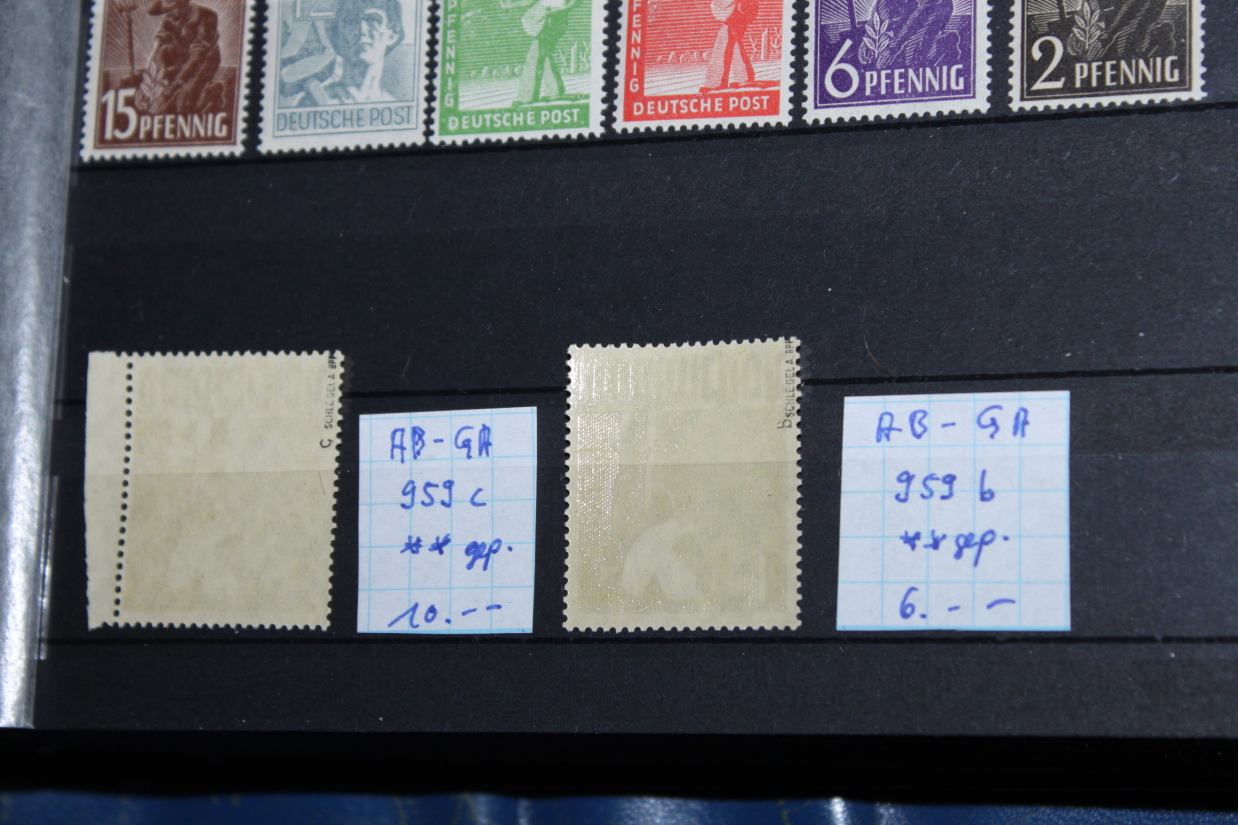 15 PFENNIG
DEUTSCHE POST
PFENNIG
DEUTSCHE POST
PFENNIG
DEUTSCHE POST
6 PFENNIG
2 PFENNIG
C SCHLEGEL A BPP
AB - GA
959 c
** gep.
10.--
b SCHLEGEL A BPP
AB - GA
959 b
** gep.
6.--